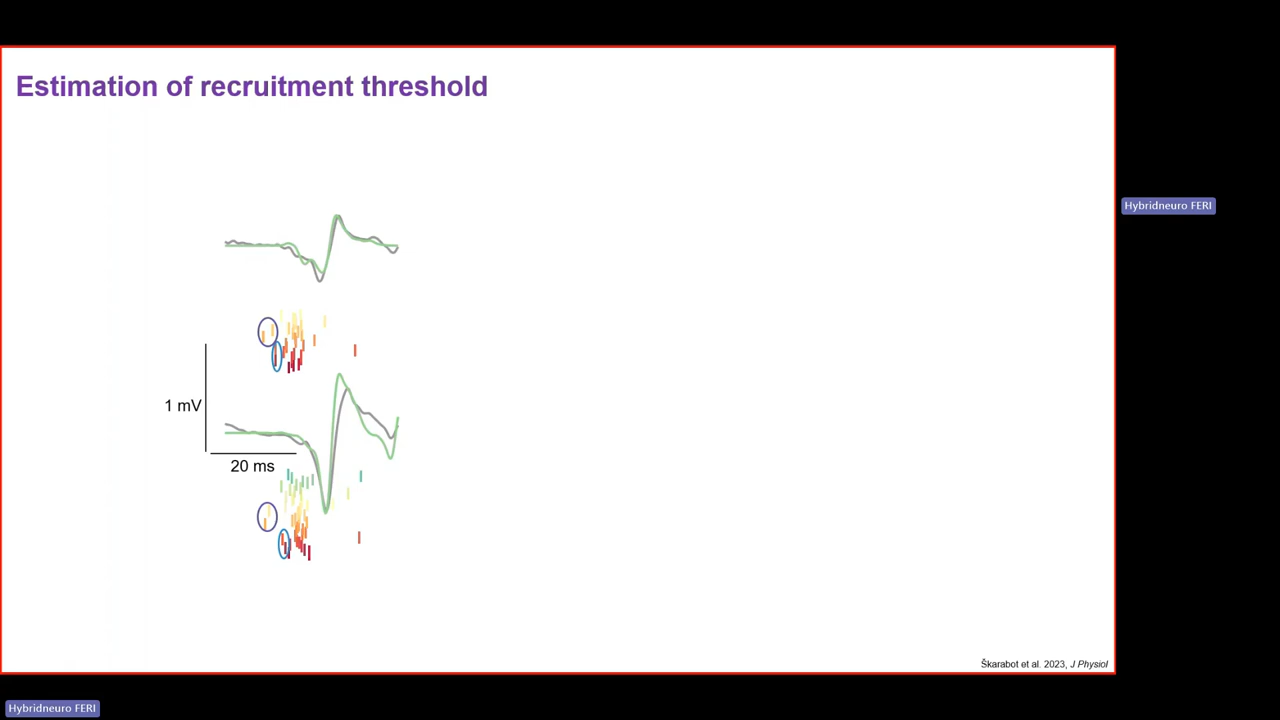 Estimation of recruitment threshold
Hybridneuro FERI
1 mV
20 ms
Škarabot et al. 2023, J Physiol
Hybridneuro FERI